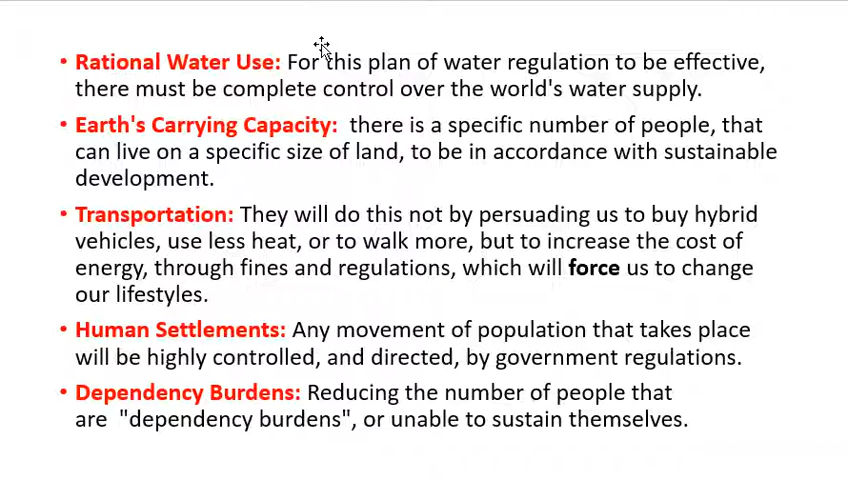 • Rational Water Use: For this plan of water regulation to be effective,
there must be complete control over the world's water supply.
• Earth's Carrying Capacity:  there is a specific number of people, that
can live on a specific size of land, to be in accordance with sustainable
development.
• Transportation: They will do this not by persuading us to buy hybrid
vehicles, use less heat, or to walk more, but to increase the cost of
energy, through fines and regulations, which will force us to change
our lifestyles.
• Human Settlements: Any movement of population that takes place
will be highly controlled, and directed, by government regulations.
• Dependency Burdens: Reducing the number of people that
are  "dependency burdens", or unable to sustain themselves.